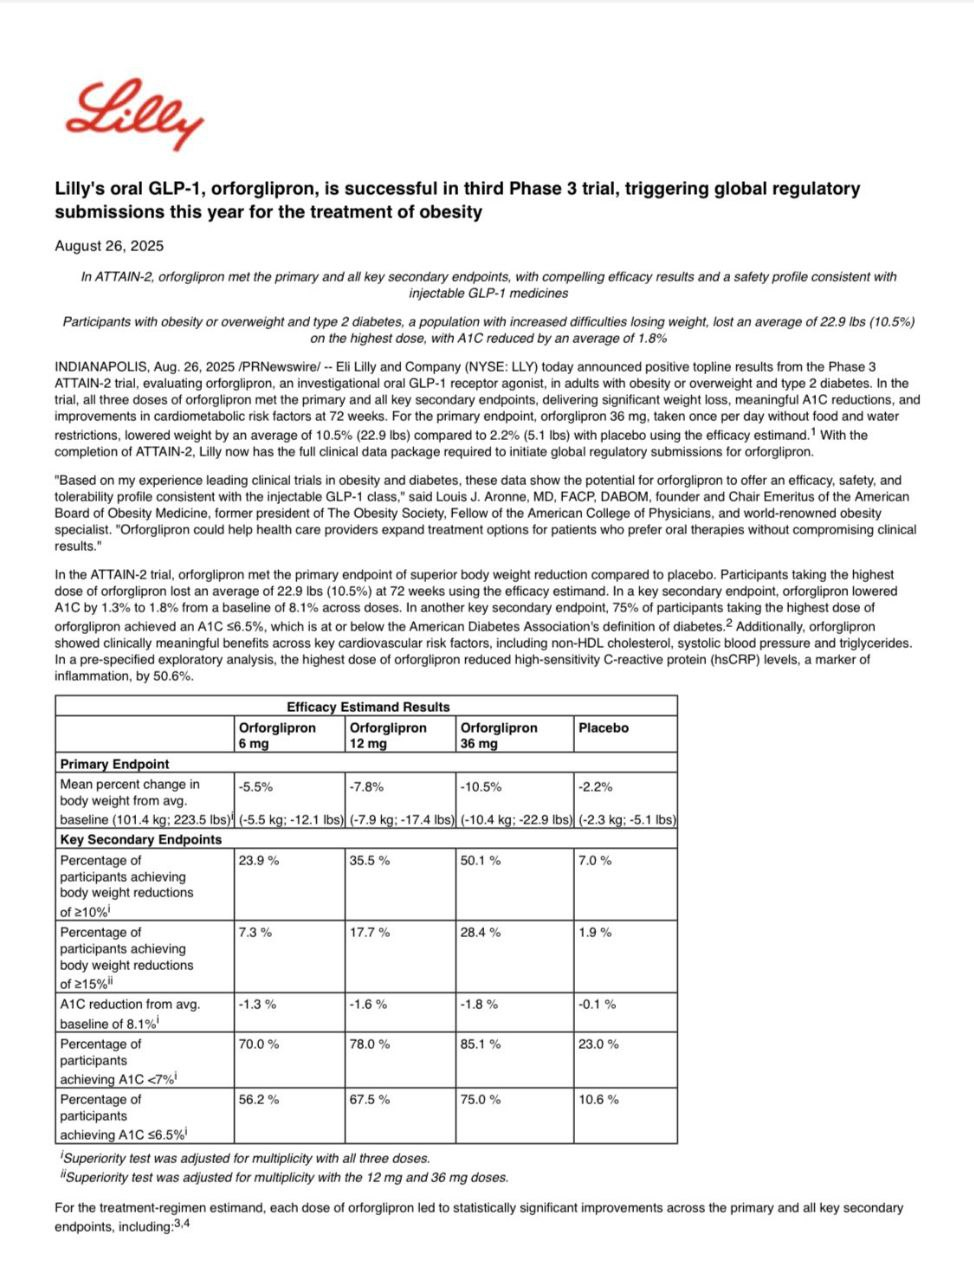 Lilly
Lilly's oral GLP-1, orforglipron, is successful in third Phase 3 trial, triggering global regulatory
submissions this year for the treatment of obesity
August 26, 2025
In ATTAIN-2, orforglipron met the primary and all key secondary endpoints, with compelling efficacy results and a safety profile consistent with
injectable GLP-1 medicines
Participants with obesity or overweight and type 2 diabetes, a population with increased difficulties losing weight, lost an average of 22.9 lbs (10.5%)
on the highest dose, with A1C reduced by an average of 1.8%
INDIANAPOLIS, Aug. 26, 2025 /PRNewswire/ -- Eli Lilly and Company (NYSE: LLY) today announced positive topline results from the Phase 3
ATTAIN-2 trial, evaluating orforglipron, an investigational oral GLP-1 receptor agonist, in adults with obesity or overweight and type 2 diabetes. In the
trial, all three doses of orforglipron met the primary and all key secondary endpoints, delivering significant weight loss, meaningful A1C reductions, and
improvements in cardiometabolic risk factors at 72 weeks. For the primary endpoint, orforglipron 36 mg, taken once per day without food and water
restrictions, lowered weight by an average of 10.5% (22.9 lbs) compared to 2.2% (5.1 lbs) with placebo using the efficacy estimand.1 With the
completion of ATTAIN-2, Lilly now has the full clinical data package required to initiate global regulatory submissions for orforglipron.
"Based on my experience leading clinical trials in obesity and diabetes, these data show the potential for orforglipron to offer an efficacy, safety, and
tolerability profile consistent with the injectable GLP-1 class," said Louis J. Aronne, MD, FACP, DABOM, founder and Chair Emeritus of the American
Board of Obesity Medicine, former president of The Obesity Society, Fellow of the American College of Physicians, and world-renowned obesity
specialist. "Orforglipron could help health care providers expand treatment options for patients who prefer oral therapies without compromising clinical
results."
In the ATTAIN-2 trial, orforglipron met the primary endpoint of superior body weight reduction compared to placebo. Participants taking the highest
dose of orforglipron lost an average of 22.9 lbs (10.5%) at 72 weeks using the efficacy estimand. In a key secondary endpoint, orforglipron lowered
A1C by 1.3% to 1.8% from a baseline of 8.1% across doses. In another key secondary endpoint, 75% of participants taking the highest dose of
orforglipron achieved an A1C ≤6.5%, which is at or below the American Diabetes Association's definition of diabetes.2 Additionally, orforglipron
showed clinically meaningful benefits across key cardiovascular risk factors, including non-HDL cholesterol, systolic blood pressure and triglycerides.
In a pre-specified exploratory analysis, the highest dose of orforglipron reduced high-sensitivity C-reactive protein (hsCRP) levels, a marker of
inflammation, by 50.6%.
Efficacy Estimand Results
Orforglipron Orforglipron Orforglipron Placebo
6 mg 12 mg 36 mg
Primary Endpoint
Mean percent change in -5.5% -7.8% -10.5% -2.2%
body weight from avg.
baseline (101.4 kg; 223.5 lbs)i (-5.5 kg; -12.1 lbs) (-7.9 kg; -17.4 lbs) (-10.4 kg; -22.9 lbs) (-2.3 kg; -5.1 lbs)
Key Secondary Endpoints
Percentage of 23.9 % 35.5 % 50.1 % 7.0 %
participants achieving
body weight reductions
of ≥10%i
Percentage of 7.3 % 17.7 % 28.4 % 1.9 %
participants achieving
body weight reductions
of ≥15%ii
A1C reduction from avg. -1.3 % -1.6 % -1.8 % -0.1 %
baseline of 8.1%i
Percentage of 70.0 % 78.0 % 85.1 % 23.0 %
participants
achieving A1C <7%i
Percentage of 56.2 % 67.5 % 75.0 % 10.6 %
participants
achieving A1C ≤6.5%i
iSuperiority test was adjusted for multiplicity with all three doses.
iiSuperiority test was adjusted for multiplicity with the 12 mg and 36 mg doses.
For the treatment-regimen estimand, each dose of orforglipron led to statistically significant improvements across the primary and all key secondary
endpoints, including:3,4